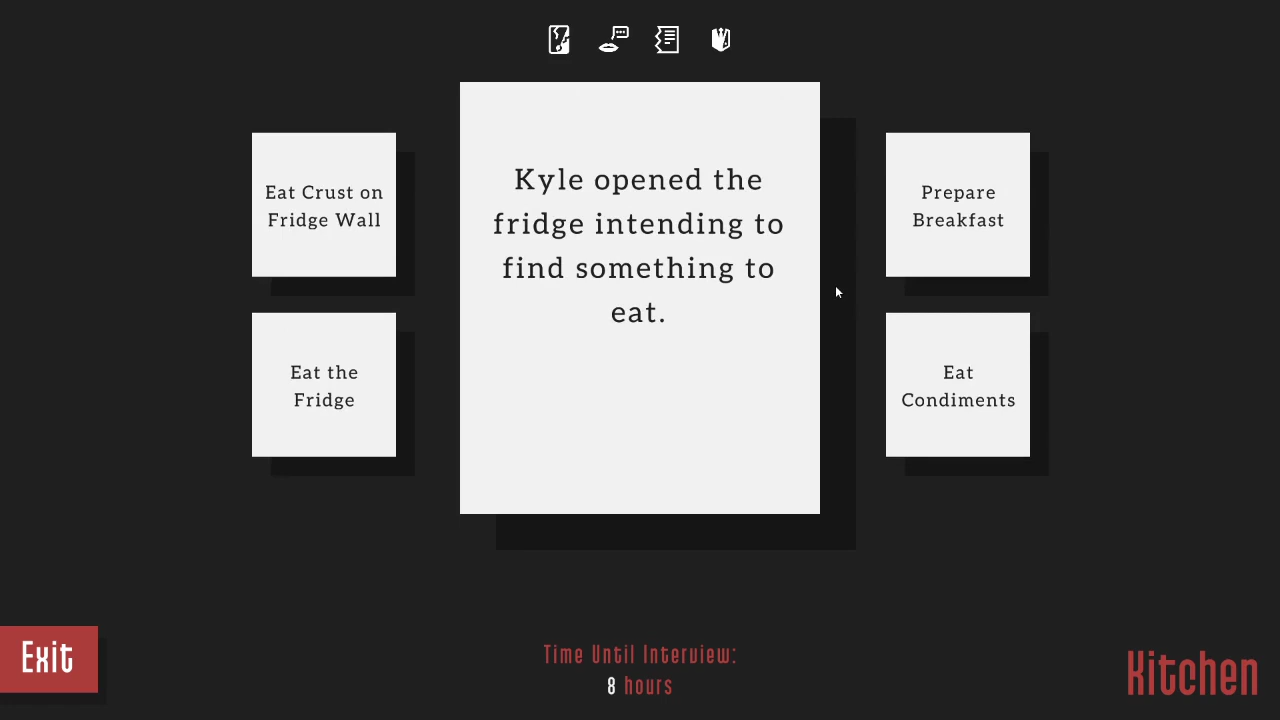 Eat Crust on
Fridge Wall
Eat the
Fridge
Kyle opened the
fridge intending to
find something to
eat.
Prepare
Breakfast
Eat
Condiments
Exit
Time Until Interview:
8 hours
Kitchen